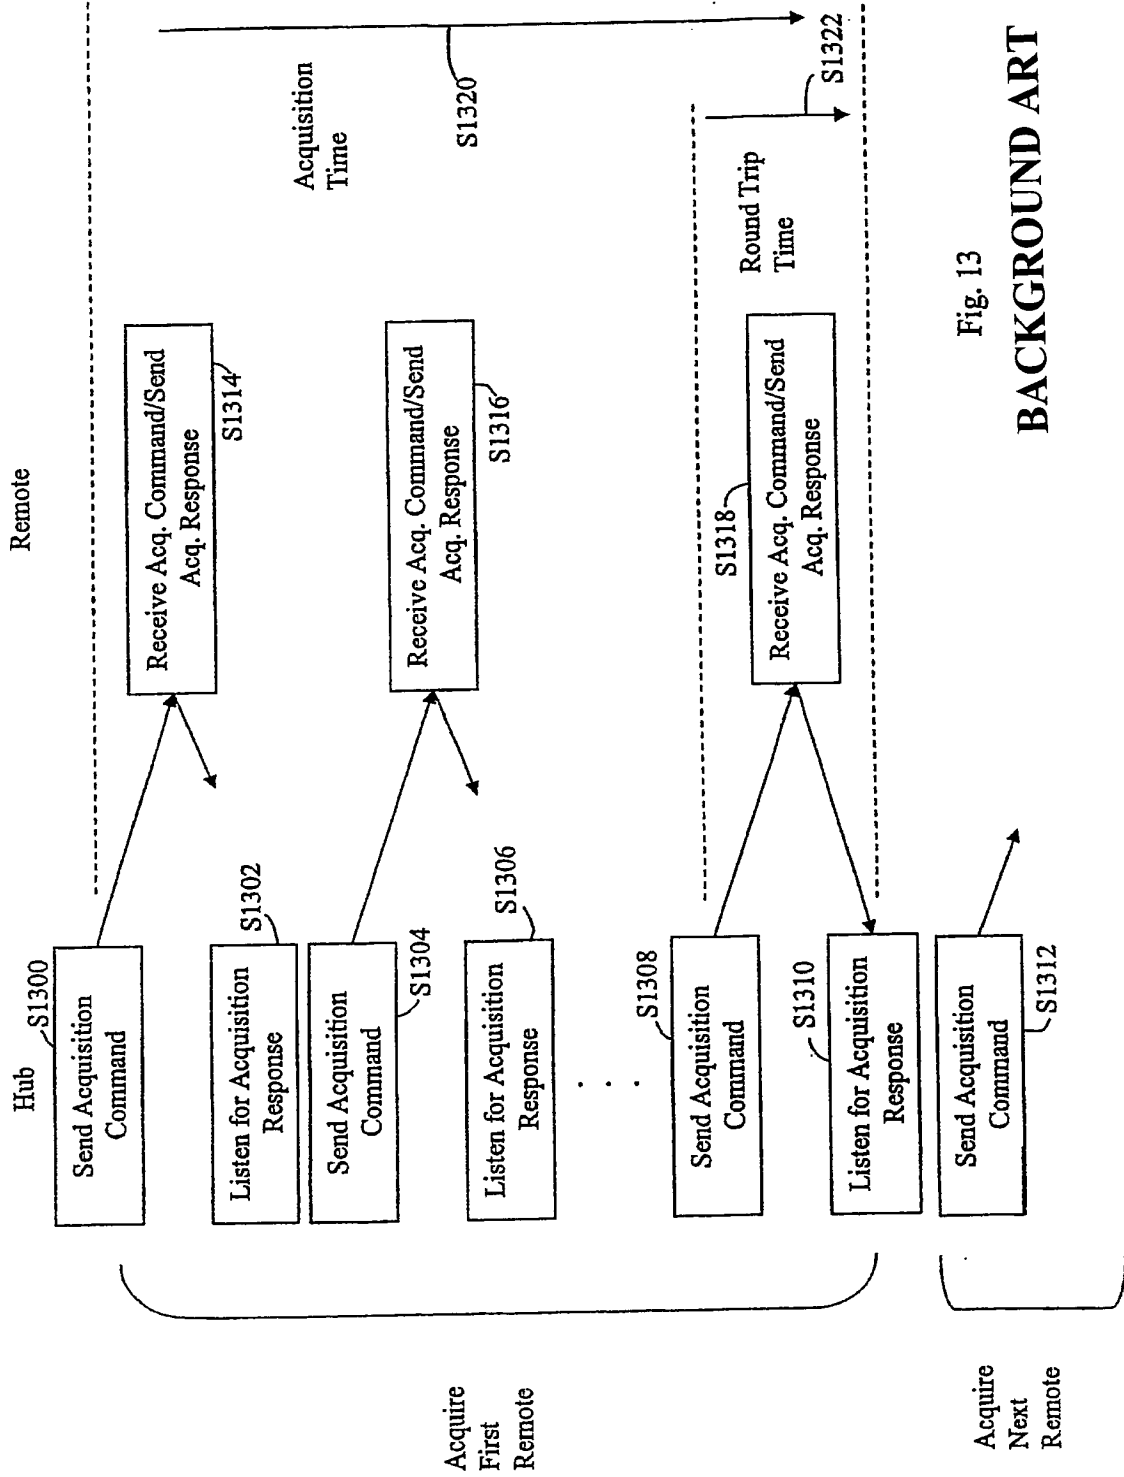 Hub
Remote
S1300
Send Acquisition
Command
Receive Acq. Command/Send
Acq. Response
S1314
S1302
Listen for Acquisition
Response
Send Acquisition
Command
S1304
Receive Acq. Command/Send
Acq. Response
S1316
S1306
Listen for Acquisition
Response
. . .
S1308
Send Acquisition
Command
S1318
Receive Acq. Command/Send
Acq. Response
S1310
Listen for Acquisition
Response
Send Acquisition
Command
S1312
Acquisition
Time
S1320
Round Trip
Time
S1322
Acquire
First
Remote
Acquire
Next
Remote
Fig. 13
BACKGROUND ART